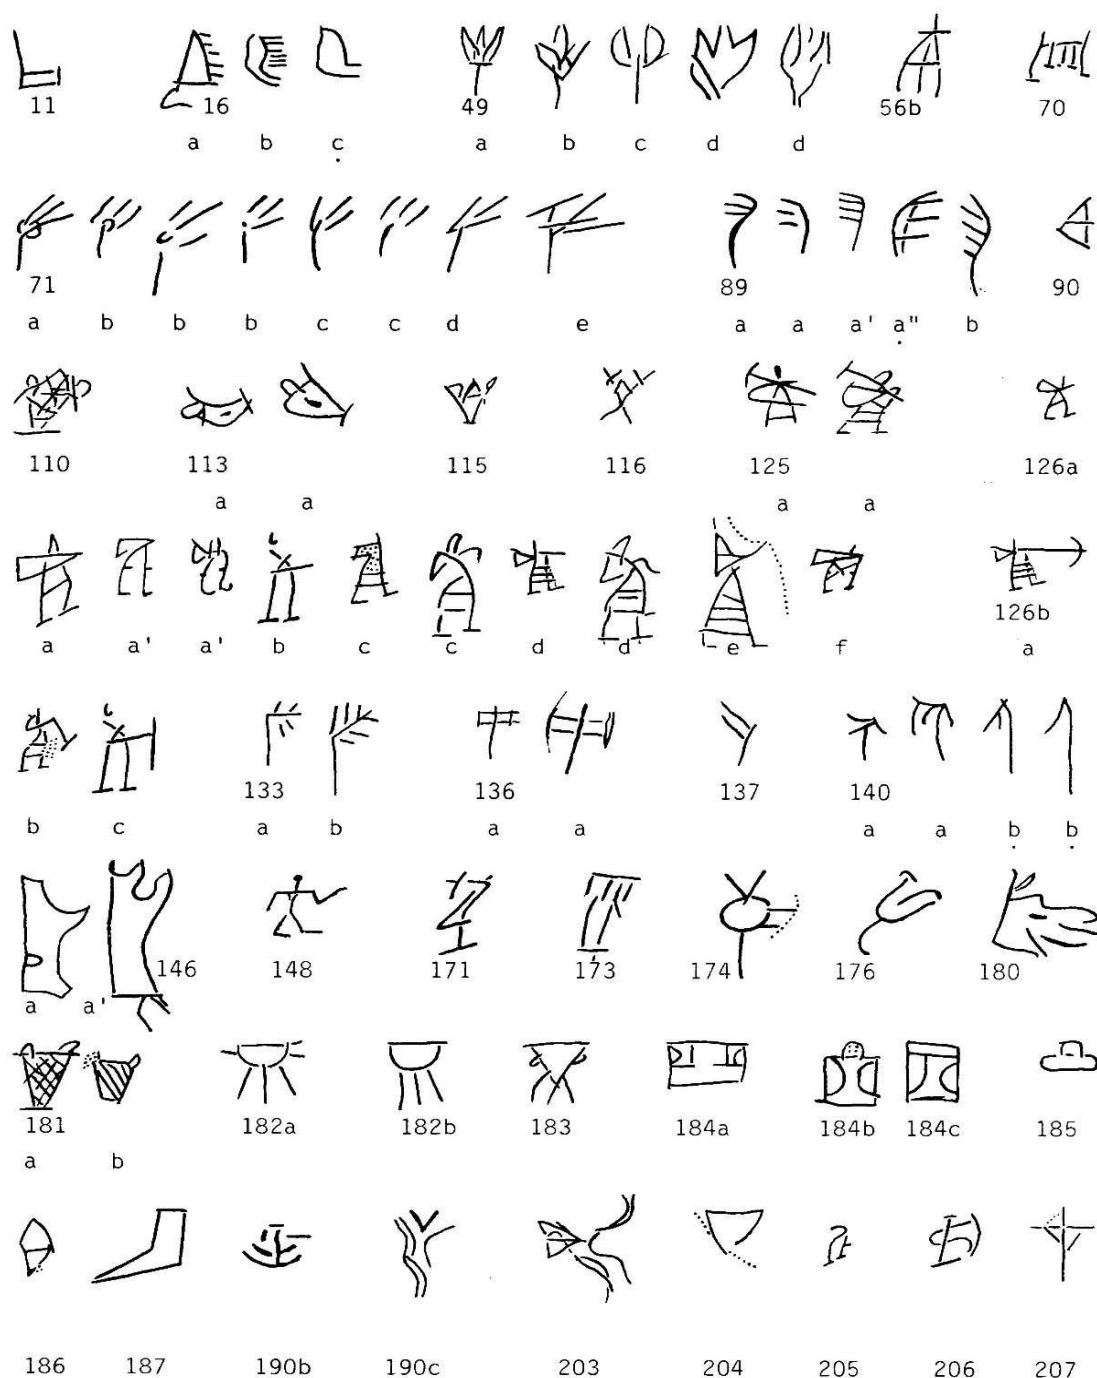 11 16 49 56b 70
a b c a b c d d
71 89 90
a b b b c c d e a a a' a" b
110 113 115 116 125 126a
a a a a
126b
a a' a' b c c d d e f a
133 136 137 140
b c a b a a a a b b
146 148 171 173 174 176 180
a a'
181 182a 182b 183 184a 184b 184c 185
a b
186 187 190b 190c 203 204 205 206 207